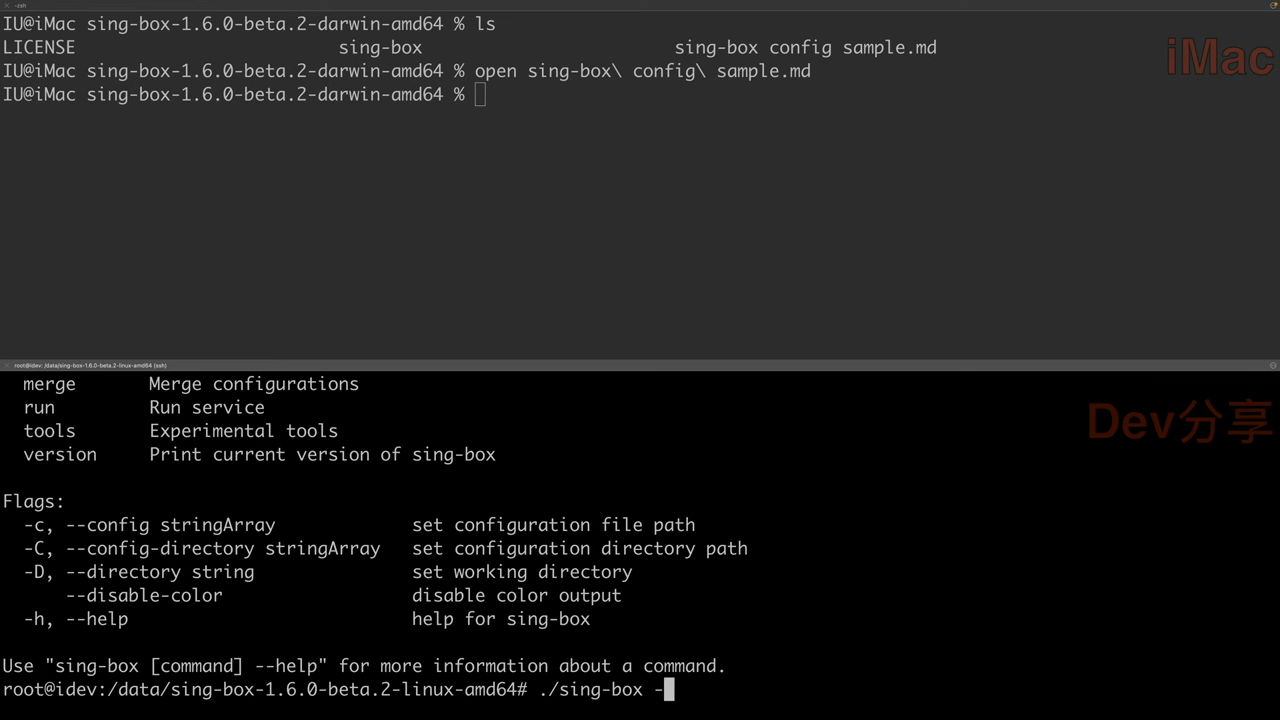 -zsh
IU@iMac sing-box-1.6.0-beta.2-darwin-amd64 % ls
LICENSE sing-box sing-box config sample.md
iMac
IU@iMac sing-box-1.6.0-beta.2-darwin-amd64 % open sing-box\ config\ sample.md
IU@iMac sing-box-1.6.0-beta.2-darwin-amd64 %
root@idev: /data/sing-box-1.6.0-beta.2-linux-amd64 (ssh)
merge Merge configurations
run Run service
Dev分享
tools Experimental tools
version Print current version of sing-box
Flags:
-c, --config stringArray set configuration file path
-C, --config-directory stringArray set configuration directory path
-D, --directory string set working directory
--disable-color disable color output
-h, --help help for sing-box
Use "sing-box [command] --help" for more information about a command.
root@idev:/data/sing-box-1.6.0-beta.2-linux-amd64# ./sing-box -